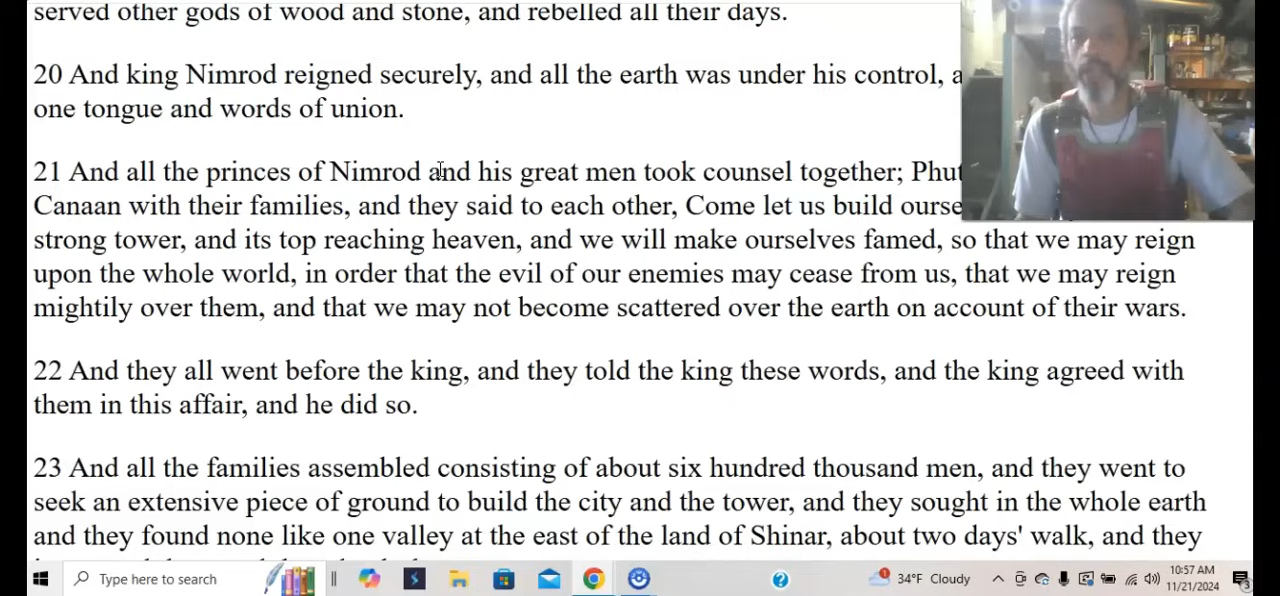 served other gods of wood and stone, and rebelled all their days.
20 And king Nimrod reigned securely, and all the earth was under his control,
one tongue and words of union.
21 And all the princes of Nimrod and his great men took counsel together;
Canaan with their families, and they said to each other, Come let us build
strong tower, and its top reaching heaven, and we will make ourselves famed, so that we may reign
upon the whole world, in order that the evil of our enemies may cease from us, that we may reign
mightily over them, and that we may not become scattered over the earth on account of their wars.
22 And they all went before the king, and they told the king these words, and the king agreed with
them in this affair, and he did so.
23 And all the families assembled consisting of about six hundred thousand men, and they went to
seek an extensive piece of ground to build the city and the tower, and they sought in the whole earth
and they found none like one valley at the east of the land of Shinar, about two days' walk, and they
Type here to search
34°F Cloudy
10:57 AM
11/21/2024